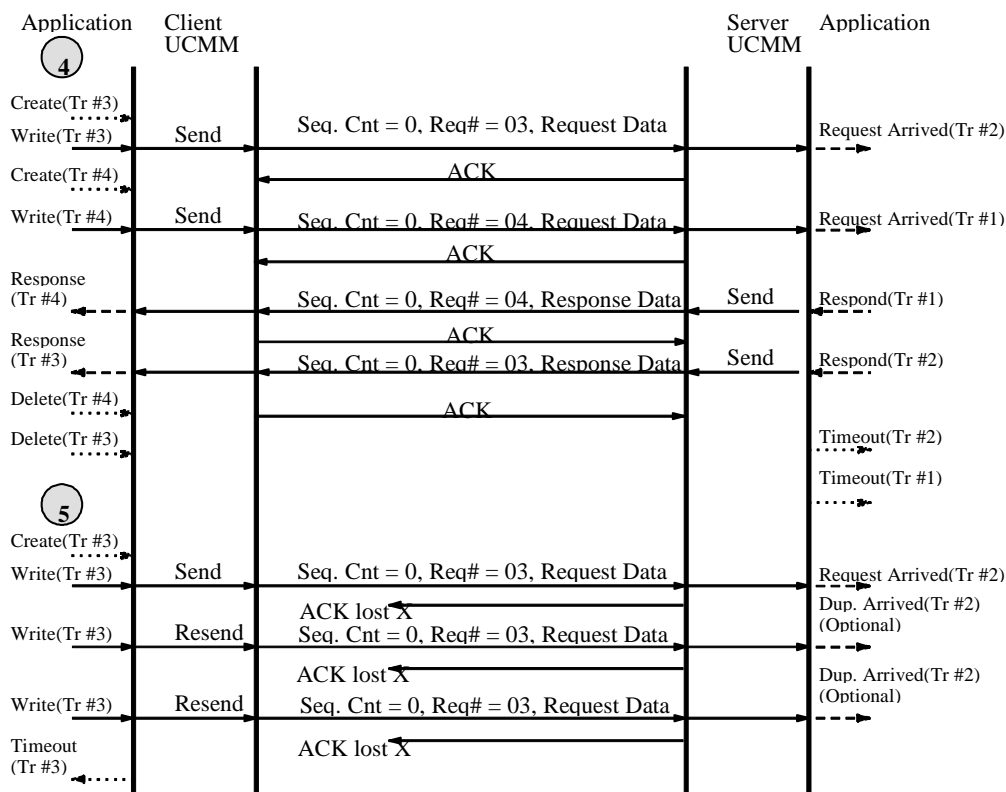 Application Client UCMM Server UCMM Application
4
Create(Tr #3)
Write(Tr #3) Send Seq. Cnt = 0, Req# = 03, Request Data Request Arrived(Tr #2)
Create(Tr #4) ACK
Write(Tr #4) Send Seq. Cnt = 0, Req# = 04, Request Data Request Arrived(Tr #1)
ACK
Response
(Tr #4) Seq. Cnt = 0, Req# = 04, Response Data Send Respond(Tr #1)
ACK
Response
(Tr #3) Seq. Cnt = 0, Req# = 03, Response Data Send Respond(Tr #2)
Delete(Tr #4) ACK
Delete(Tr #3) Timeout(Tr #2)
Timeout(Tr #1)
5
Create(Tr #3)
Write(Tr #3) Send Seq. Cnt = 0, Req# = 03, Request Data Request Arrived(Tr #2)
ACK lost X Dup. Arrived(Tr #2)
(Optional)
Write(Tr #3) Resend Seq. Cnt = 0, Req# = 03, Request Data
ACK lost X Dup. Arrived(Tr #2)
(Optional)
Write(Tr #3) Resend Seq. Cnt = 0, Req# = 03, Request Data
Timeout
(Tr #3) ACK lost X